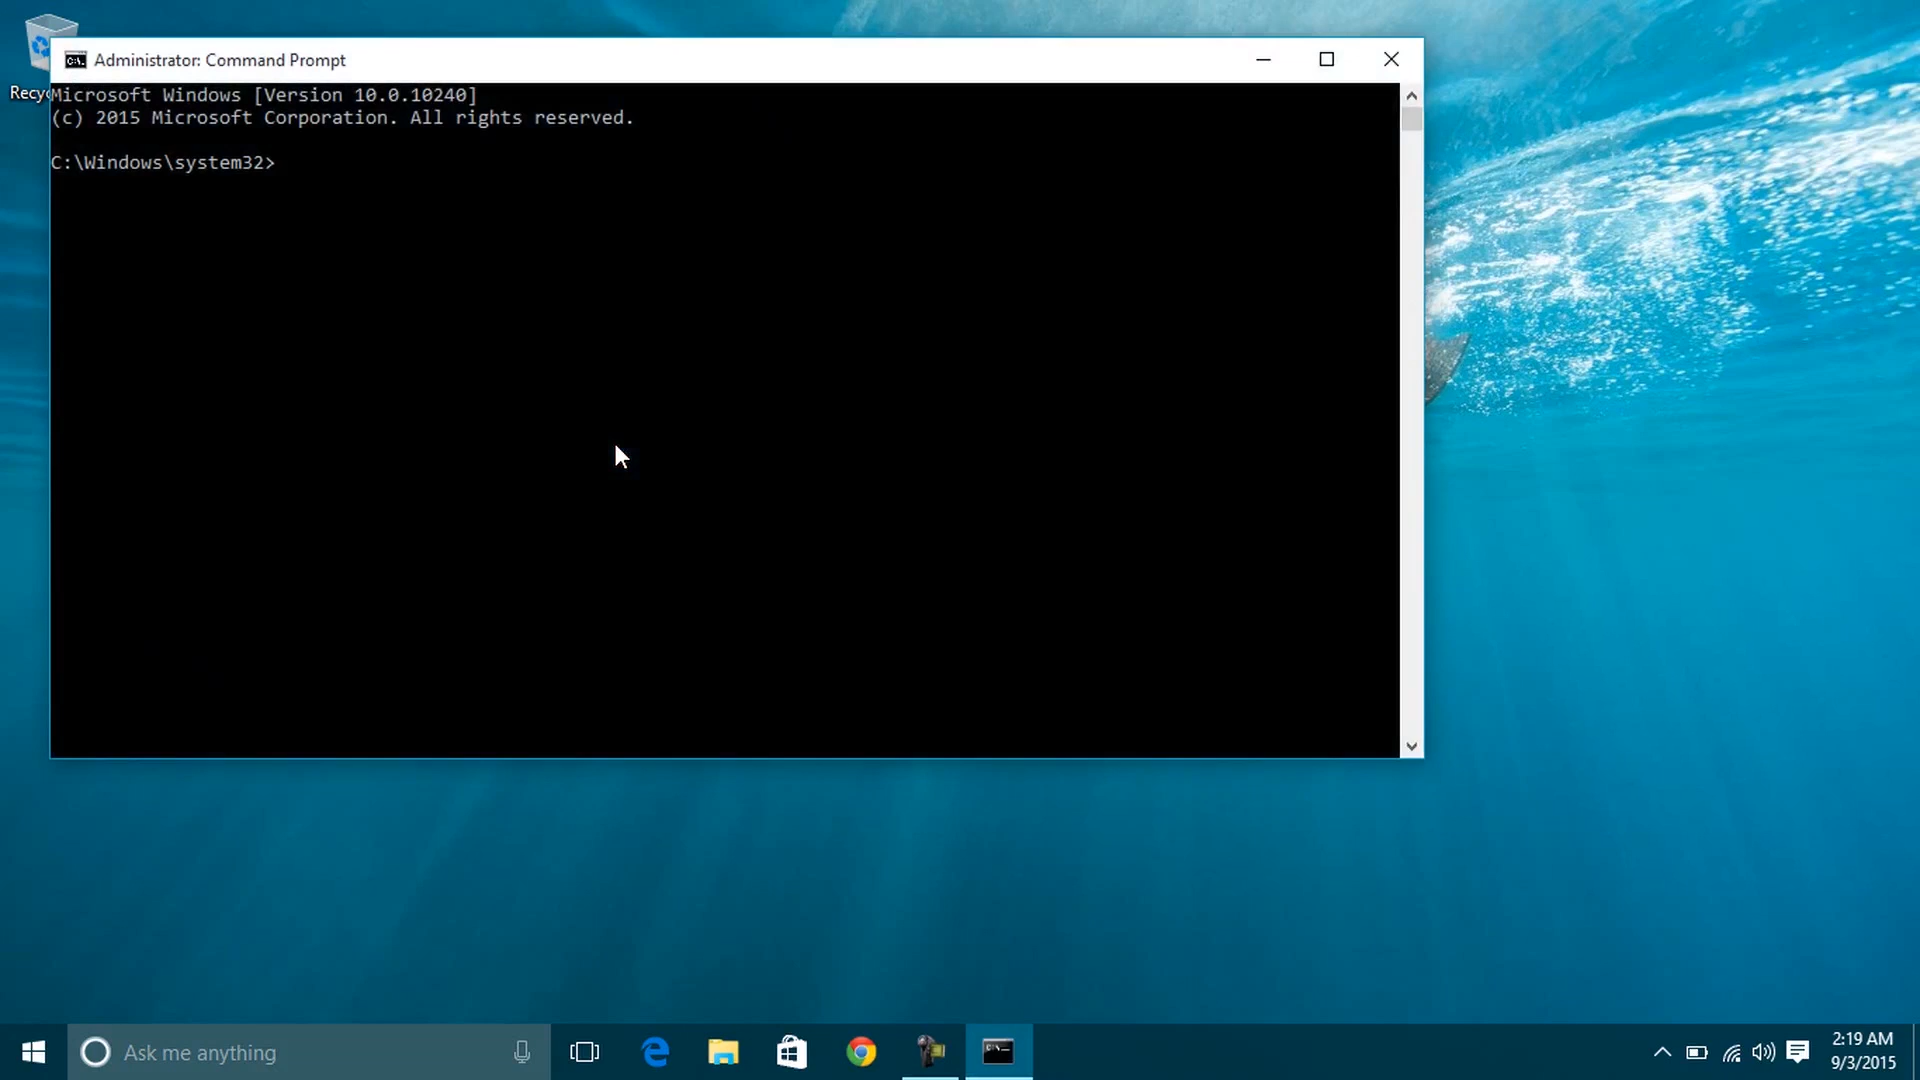 Administrator: Command Prompt
Recy
Microsoft Windows [Version 10.0.10240]
(c) 2015 Microsoft Corporation. All rights reserved.
C:\Windows\system32>
Ask me anything
2:19 AM
9/3/2015